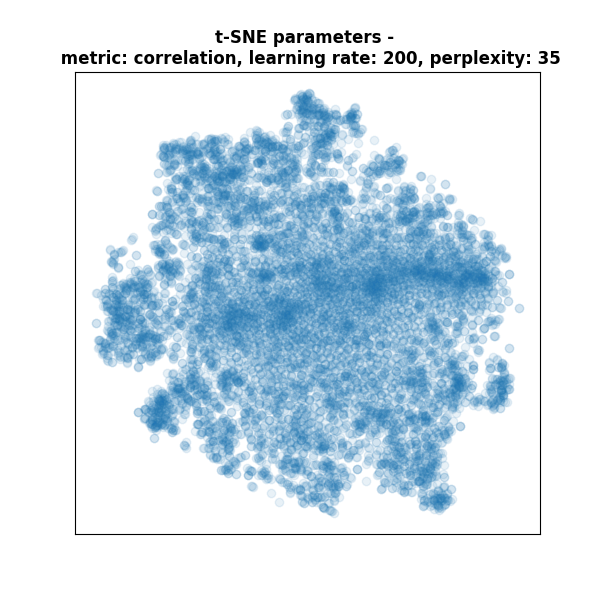 t-SNE parameters -
metric: correlation, learning rate: 200, perplexity: 35